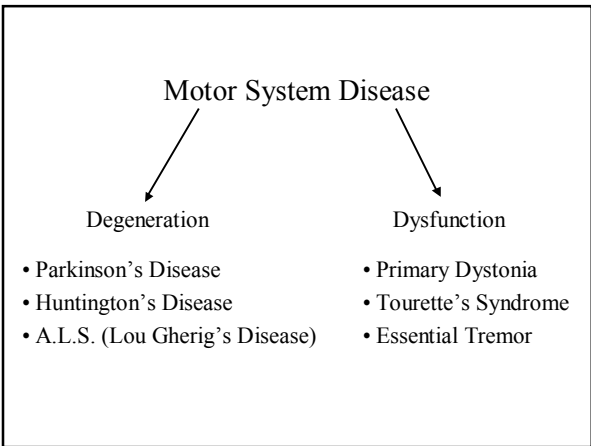 Motor System Disease
Degeneration
• Parkinson's Disease
• Huntington's Disease
• A.L.S. (Lou Gherig's Disease)
Dysfunction
• Primary Dystonia
• Tourette's Syndrome
• Essential Tremor